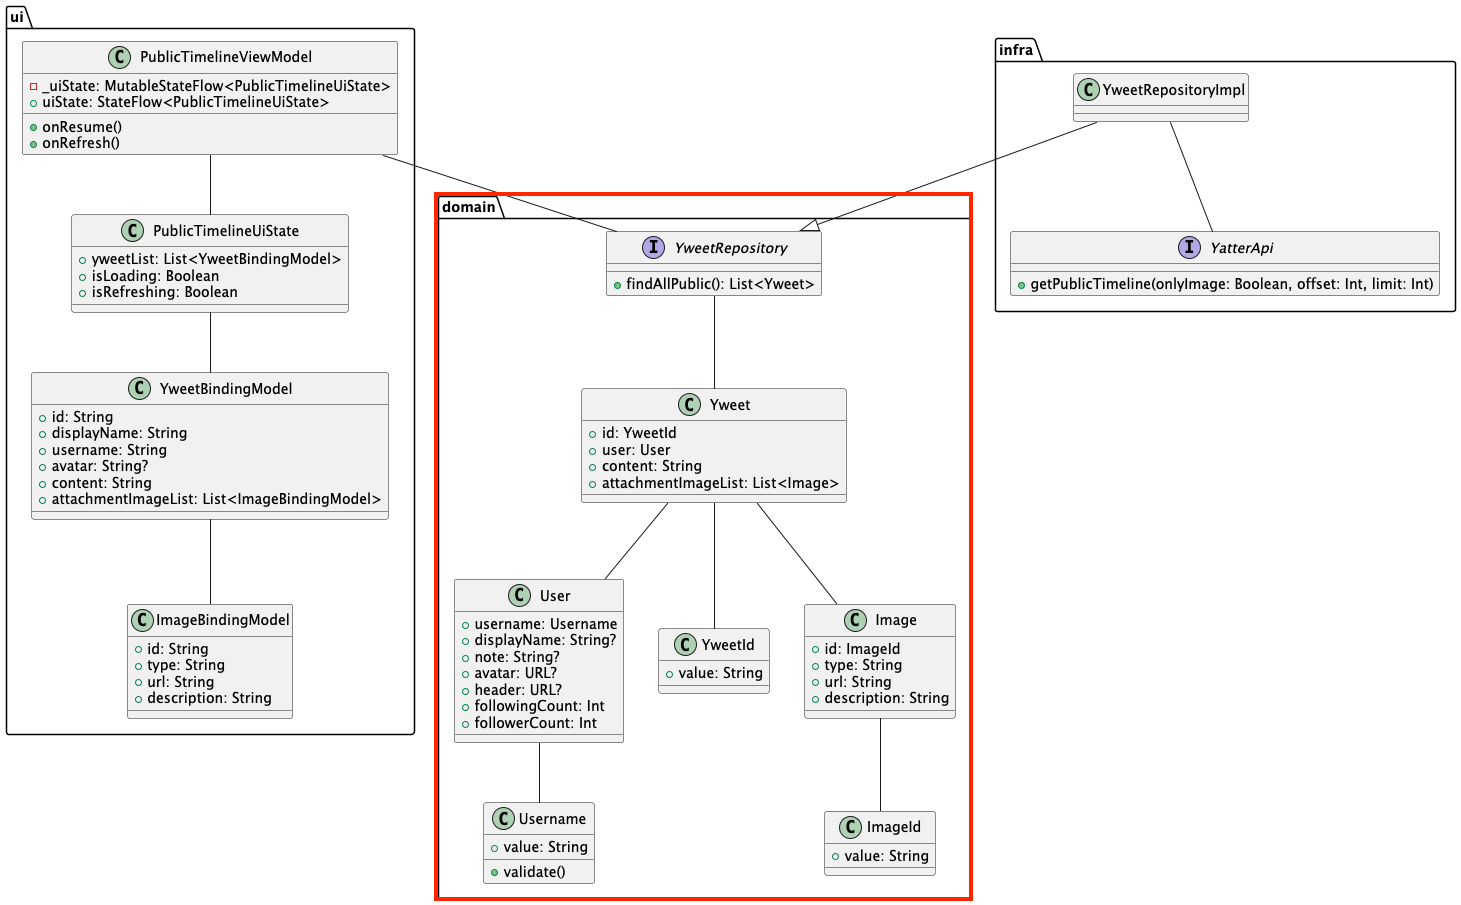 ui
C PublicTimelineViewModel
_uiState: MutableStateFlow<PublicTimelineUiState>
uiState: StateFlow<PublicTimelineUiState>
onResume()
onRefresh()
C PublicTimelineUiState
yweetList: List<YweetBindingModel>
isLoading: Boolean
isRefreshing: Boolean
C YweetBindingModel
id: String
displayName: String
username: String
avatar: String?
content: String
attachmentImageList: List<ImageBindingModel>
C ImageBindingModel
id: String
type: String
url: String
description: String
domain
I YweetRepository
findAllPublic(): List<Yweet>
C Yweet
id: YweetId
user: User
content: String
attachmentImageList: List<Image>
C User
username: Username
displayName: String?
note: String?
avatar: URL?
header: URL?
followingCount: Int
followerCount: Int
C YweetId
value: String
C Image
id: ImageId
type: String
url: String
description: String
C Username
value: String
validate()
C ImageId
value: String
infra
C YweetRepositoryImpl
I YatterApi
getPublicTimeline(onlyImage: Boolean, offset: Int, limit: Int)